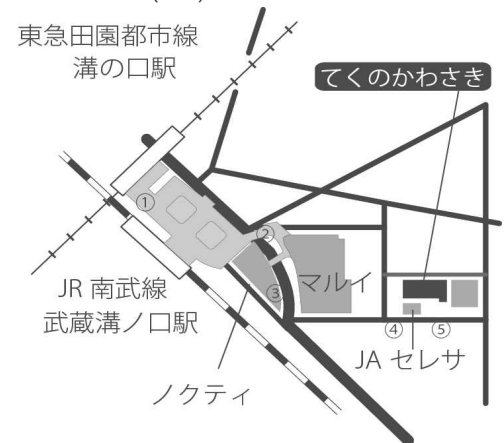 東急田園都市線
溝の口駅
てくのかわさき
①
②
③
マルイ
JR 南武線
武蔵溝ノ口駅
④
⑤
JA セレサ
ノクティ